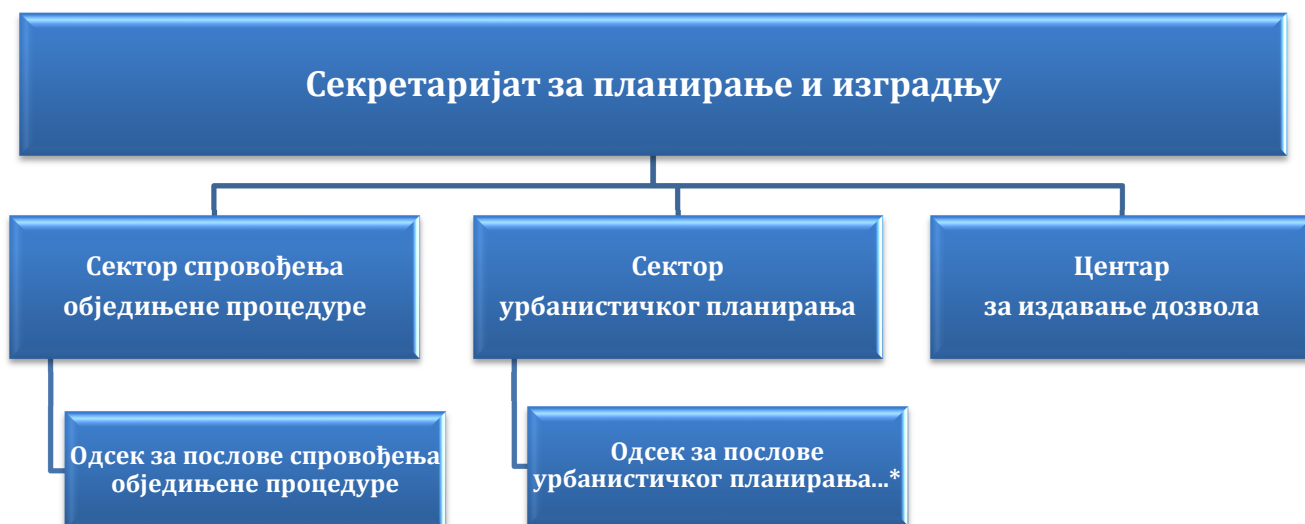 Секретаријат за планирање и изградњу
Сектор спровођења
обједињене процедуре
Сектор
урбанистичког планирања
Центар
за издавање дозвола
Одсек за послове спровођења
обједињене процедуре
Одсек за послове
урбанистичког планирања...*